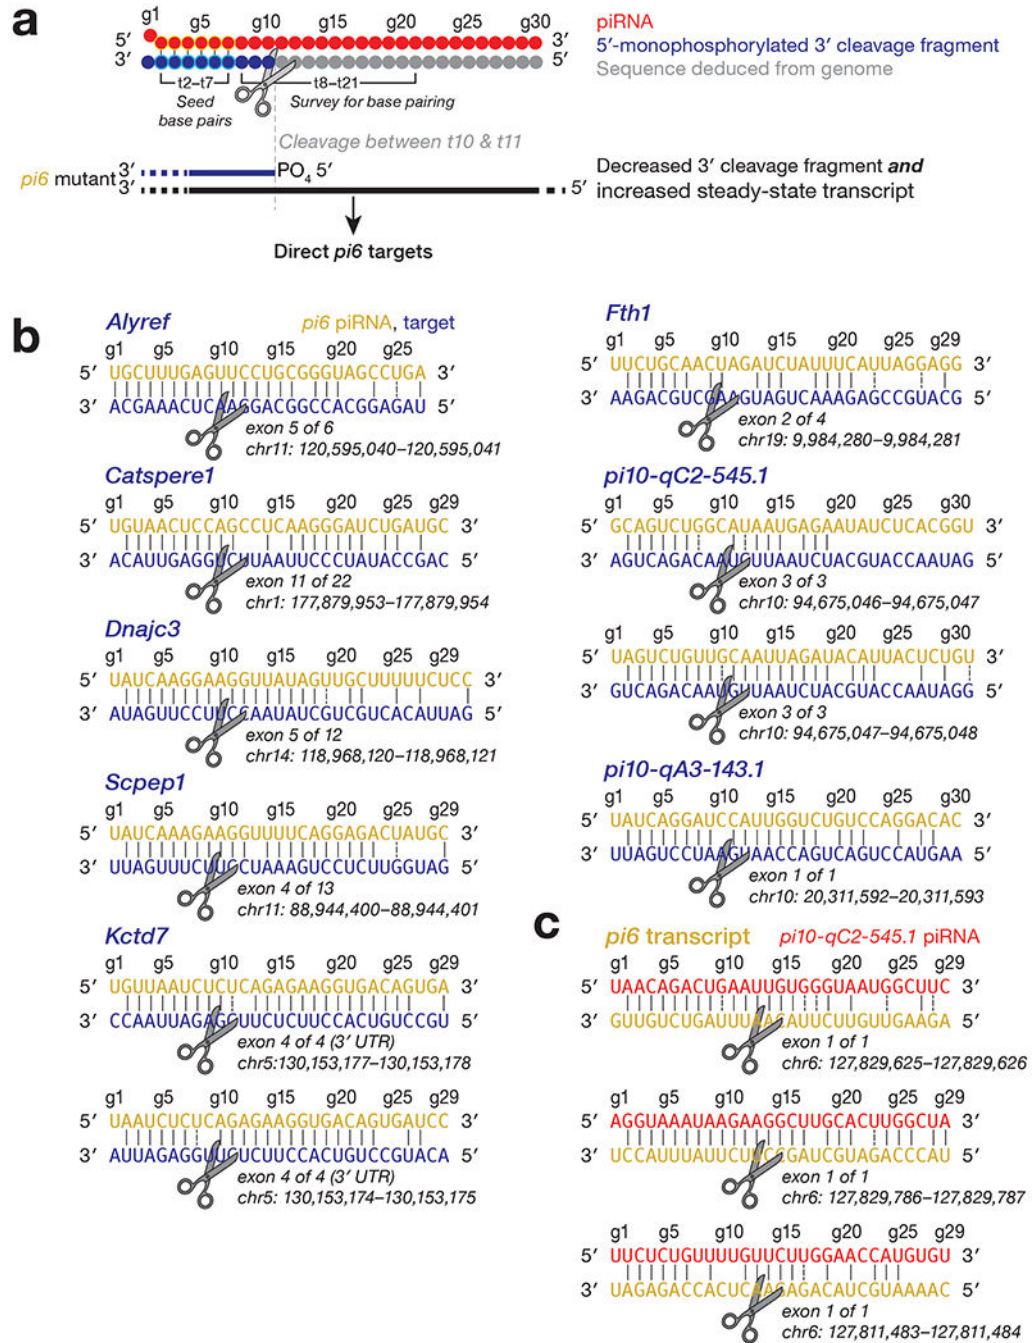 a
g1 g5 g10 g15 g20 g25 g30
5′ 3′ piRNA
3′ 5′ 5′-monophosphorylated 3′ cleavage fragment
Sequence deduced from genome
t2–t7 t8–t21
Seed base pairs
Survey for base pairing
Cleavage between t10 & t11
pi6 mutant 3′ PO4 5′
3′ 5′
Decreased 3′ cleavage fragment and
increased steady-state transcript
Direct pi6 targets
b
Alyref pi6 piRNA, target
g1 g5 g10 g15 g20 g25
5′ UGCUUUGAGUUCCUGCGGGUAGCCUGA 3′
3′ ACGAAACUCAAGGACGGCCACGGAGAU 5′
exon 5 of 6
chr11: 120,595,040–120,595,041
Catspere1
g1 g5 g10 g15 g20 g25 g29
5′ UGUAACUCCAGCCUCAAGGGAUCUGAUGC 3′
3′ ACAUUGAGGUCUUAAUUCCCUAUACCGAC 5′
exon 11 of 22
chr1: 177,879,953–177,879,954
Dnajc3
g1 g5 g10 g15 g20 g25 g29
5′ UAUCAAGGAAGGUUAUAGUUGCUUUUUCUCC 3′
3′ AUAGUUCCUUCCAAUAUCGUCGUCACAUUAG 5′
exon 5 of 12
chr14: 118,968,120–118,968,121
Scpep1
g1 g5 g10 g15 g20 g25 g29
5′ UAUCAAAGAAGGUUUUCAGGAGACUAUGC 3′
3′ UUAGUUUCUUCCUAAAGUCCUCUUGGUAG 5′
exon 4 of 13
chr11: 88,944,400–88,944,401
Kctd7
g1 g5 g10 g15 g20 g25 g29
5′ UGUUAAUCUCUCAGAGAAGGUGACAGUGA 3′
3′ CCAAUUAGAGGUUCUCUUCCACUGUCCGU 5′
exon 4 of 4 (3′ UTR)
chr5:130,153,177–130,153,178
g1 g5 g10 g15 g20 g25 g29
5′ UAAUCUCUCAGAGAAGGUGACAGUGAUCC 3′
3′ AUUAGAGGUUCUCUUCCACUGUCCGUACA 5′
exon 4 of 4 (3′ UTR)
chr5: 130,153,174–130,153,175
Fth1
g1 g5 g10 g15 g20 g25 g29
5′ UUCUGCAACUAGAUCUAUUUCAUUAGGAGG 3′
3′ AAGACGUCGAAGUAGUCAAAGAGCCGUACG 5′
exon 2 of 4
chr19: 9,984,280–9,984,281
pi10-qC2-545.1
g1 g5 g10 g15 g20 g25 g30
5′ GCAGUCUGGCAUAAUGAGAAUAUCUCACGGU 3′
3′ AGUCAGACAAUGUUAAUCUACGUACCAAUAG 5′
exon 3 of 3
chr10: 94,675,046–94,675,047
g1 g5 g10 g15 g20 g25 g30
5′ UAGUCUGUUGCAAUUAGAUACAUUACUCUGU 3′
3′ GUCAGACAAUGUUAAUCUACGUACCAAUAGG 5′
exon 3 of 3
chr10: 94,675,047–94,675,048
pi10-qA3-143.1
g1 g5 g10 g15 g20 g25 g30
5′ UAUCAGGAUCCAUUGGUCUGUCCAGGACAC 3′
3′ UUAGUCCUAAGUAACCAGUCAGUCCAUGAA 5′
exon 1 of 1
chr10: 20,311,592–20,311,593
c
pi6 transcript pi10-qC2-545.1 piRNA
g1 g5 g10 g15 g20 g25 g29
5′ UAACAGACUGAAUUGUGGGUAAUGGCUUC 3′
3′ GUUGUCUGAUUUAACAUUCUUGUUGAAGA 5′
exon 1 of 1
chr6: 127,829,625–127,829,626
g1 g5 g10 g15 g20 g25 g29
5′ AGGUAAAUAAGAAGGCUUGCACUUGGCUA 3′
3′ UCCAUUUAUUCUUCCGAUCGUAGACCCAU 5′
exon 1 of 1
chr6: 127,829,786–127,829,787
g1 g5 g10 g15 g20 g25 g29
5′ UUCUCUGUUUUGUUCUUGGAACCAUGUGU 3′
3′ UAGAGACCACUCAAGAGACAUCGUAAAAC 5′
exon 1 of 1
chr6: 127,811,483–127,811,484